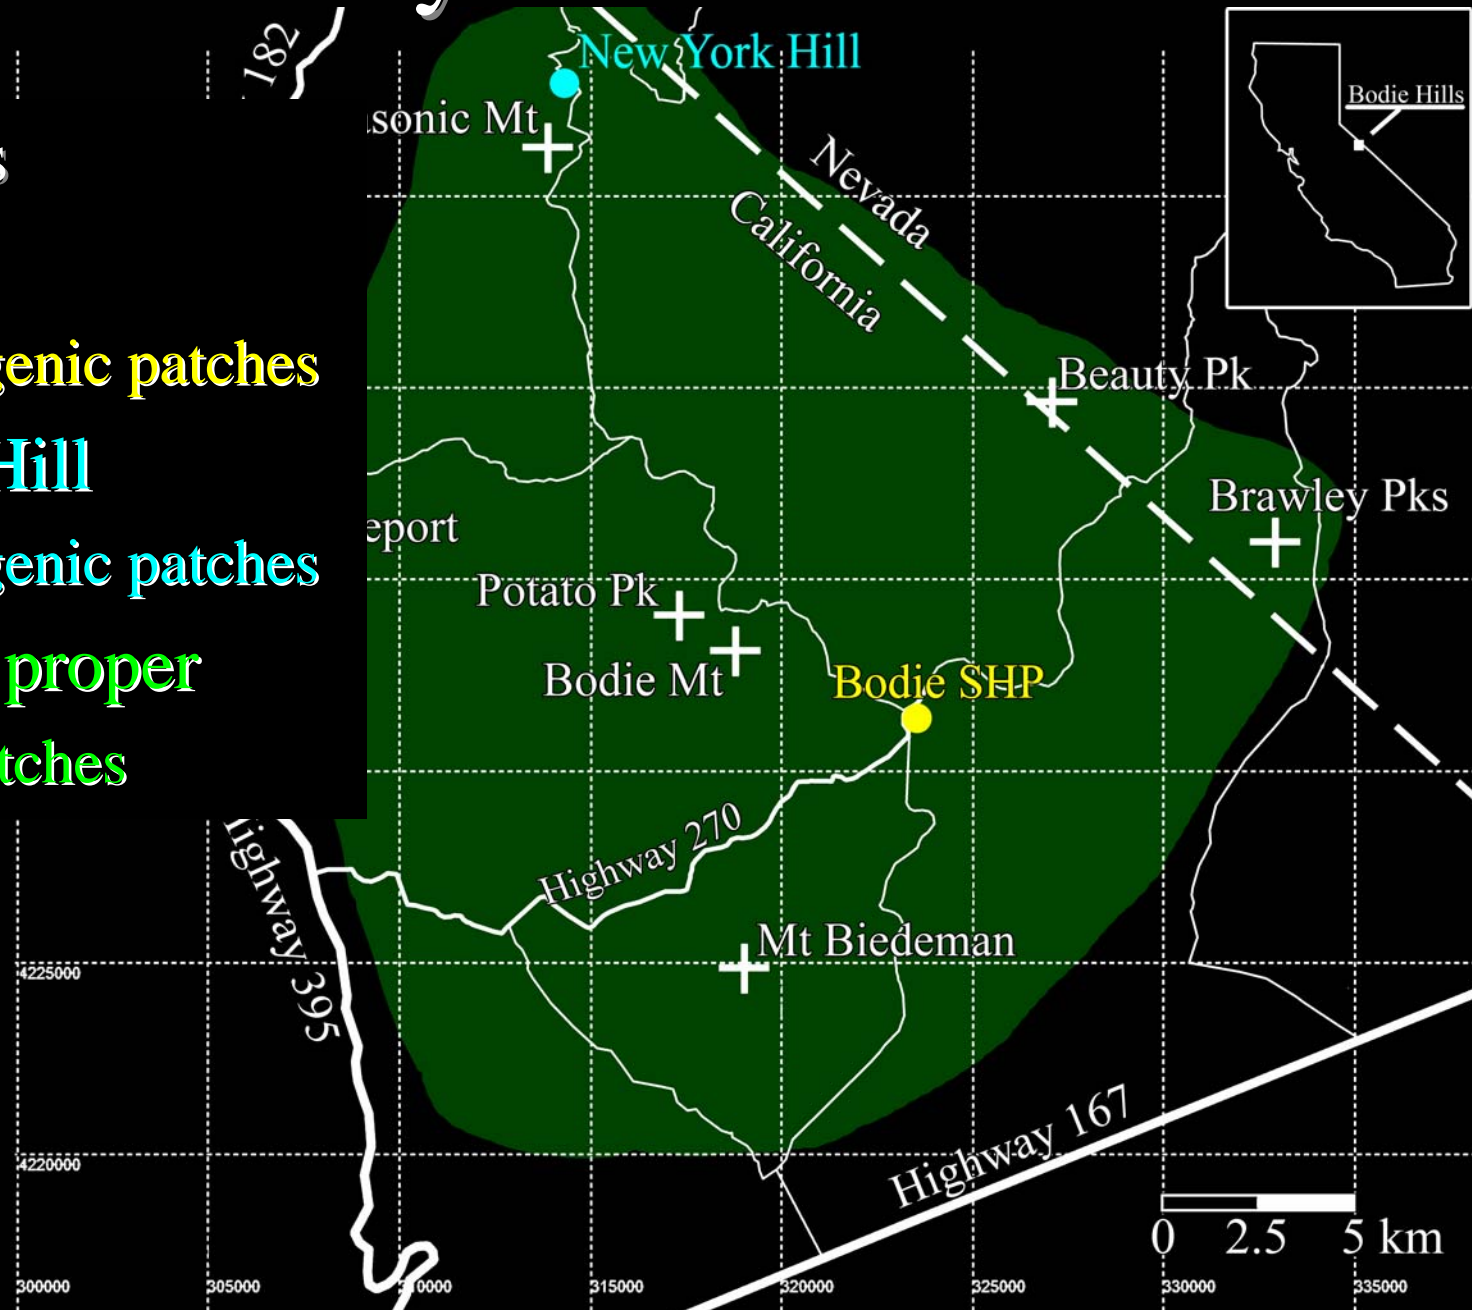 182
New York Hill
Bodie Hills
sonic Mt
Nevada
California
genic patches
Beauty Pk
Hill
Brawley Pks
eport
genic patches
Potato Pk
proper
Bodie Mt
Bodie SHP
tches
Highway 270
Highway 395
Mt Biedeman
4225000
Highway 167
4220000
0 2.5 5 km
300000 305000 310000 315000 320000 325000 330000 335000